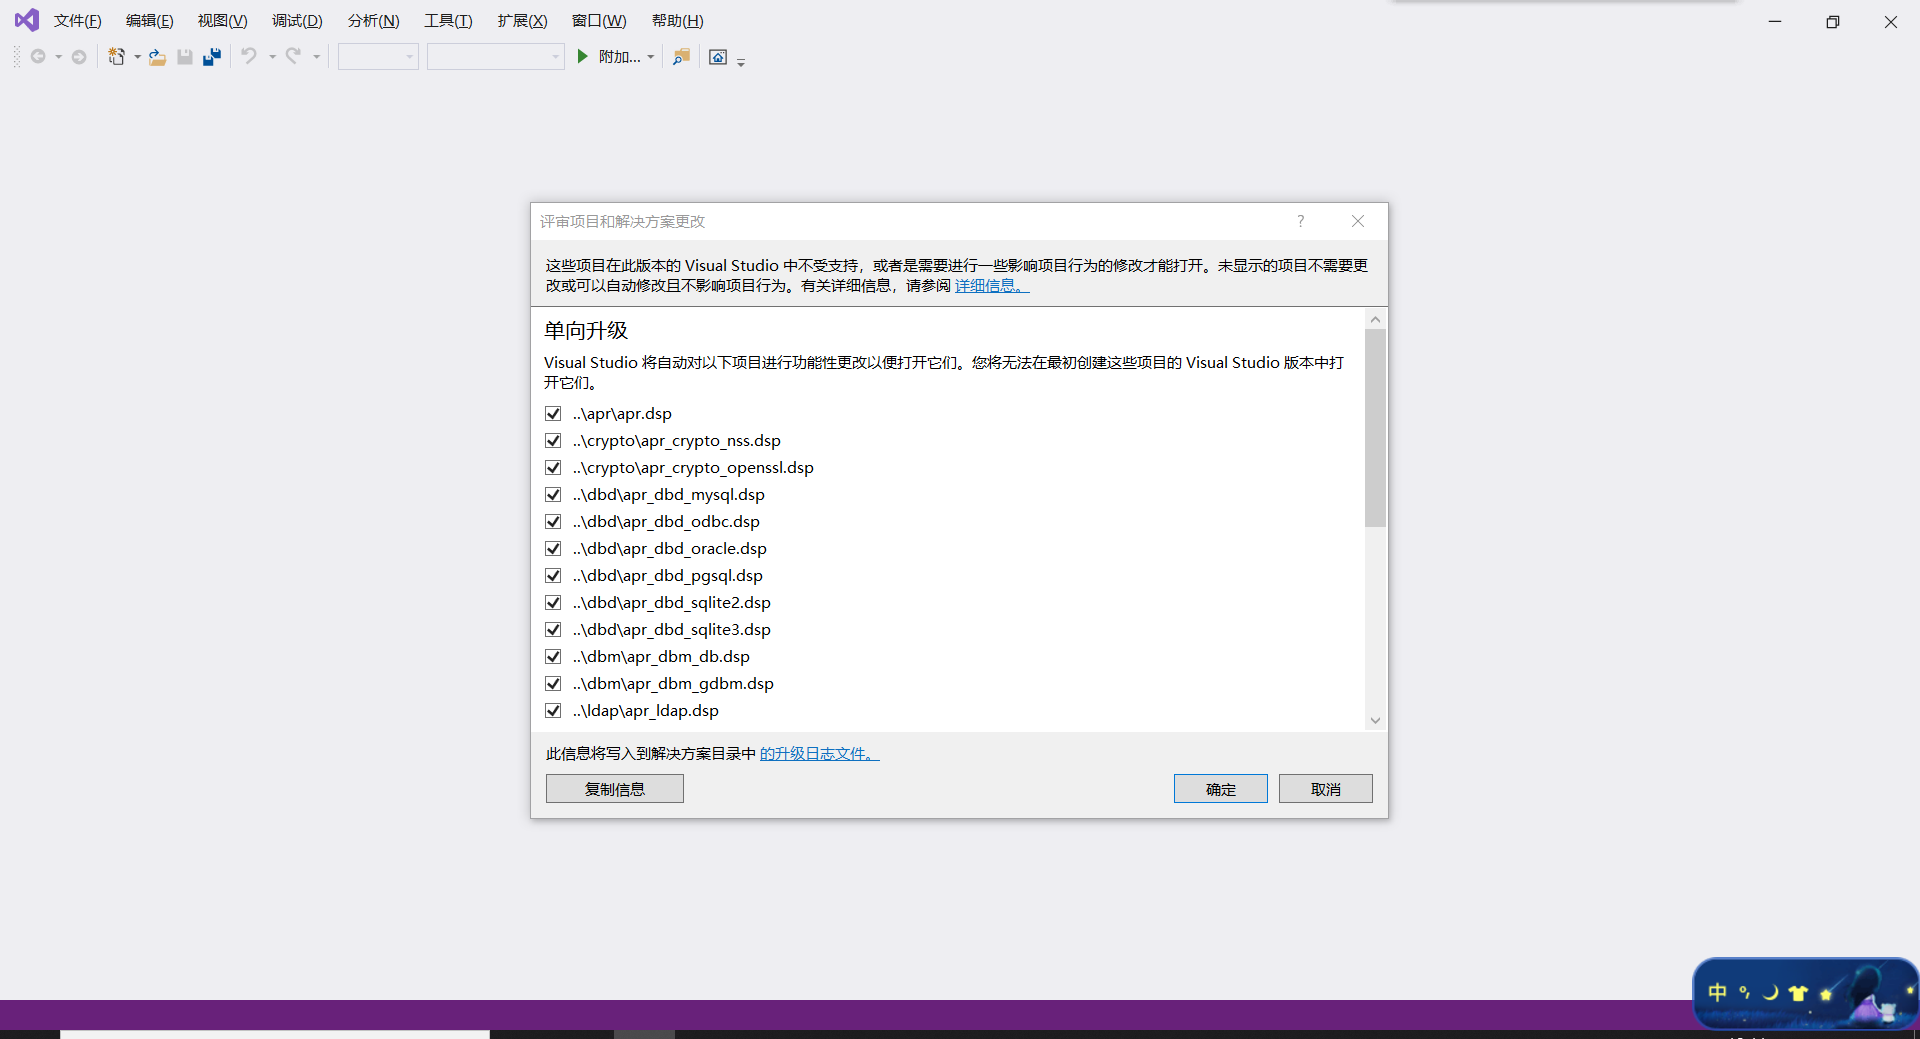 文件(F) 编辑(E) 视图(V) 调试(D) 分析(N) 工具(T) 扩展(X) 窗口(W) 帮助(H)
附加...
评审项目和解决方案更改
这些项目在此版本的 Visual Studio 中不受支持，或者是需要进行一些影响项目行为的修改才能打开。未显示的项目不需要更
改或可以自动修改且不影响项目行为。有关详细信息，请参阅 详细信息。
单向升级
Visual Studio 将自动对以下项目进行功能性更改以便打开它们。您将无法在最初创建这些项目的 Visual Studio 版本中打
开它们。
..\apr\apr.dsp
..\crypto\apr_crypto_nss.dsp
..\crypto\apr_crypto_openssl.dsp
..\dbd\apr_dbd_mysql.dsp
..\dbd\apr_dbd_odbc.dsp
..\dbd\apr_dbd_oracle.dsp
..\dbd\apr_dbd_pgsql.dsp
..\dbd\apr_dbd_sqlite2.dsp
..\dbd\apr_dbd_sqlite3.dsp
..\dbm\apr_dbm_db.dsp
..\dbm\apr_dbm_gdbm.dsp
..\ldap\apr_ldap.dsp
此信息将写入到解决方案目录中 的升级日志文件。
复制信息 确定 取消
中